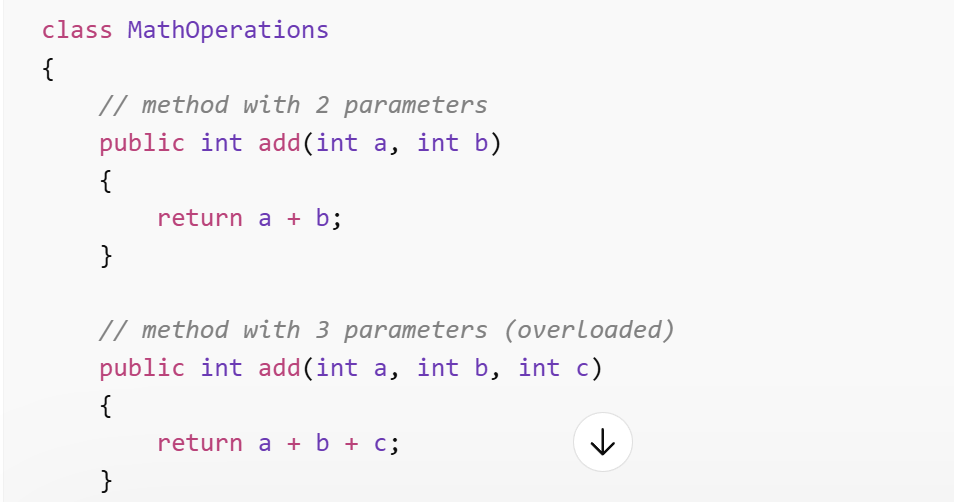 class MathOperations
{
    // method with 2 parameters
    public int add(int a, int b)
    {
        return a + b;
    }

    // method with 3 parameters (overloaded)
    public int add(int a, int b, int c)
    {
        return a + b + c;
    }